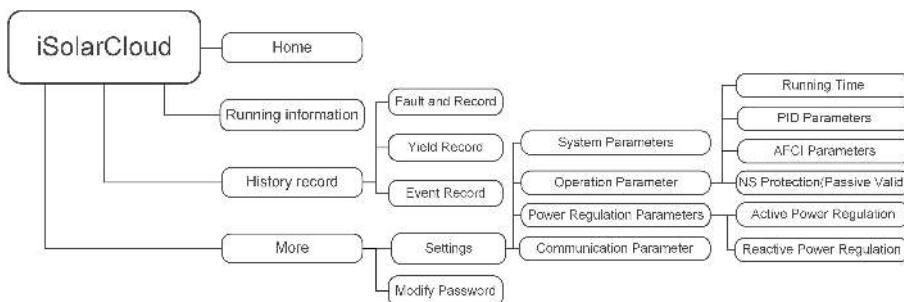 iSolarCloud
Home
Running information
History record
Fault and Record
Yield Record
Event Record
More
Settings
Modify Password
System Parameters
Operation Parameter
Power Regulation Parameters
Communication Parameter
Running Time
PID Parameters
AFCI Parameters
NS Protection(Passive Valid
Active Power Regulation
Reactive Power Regulation